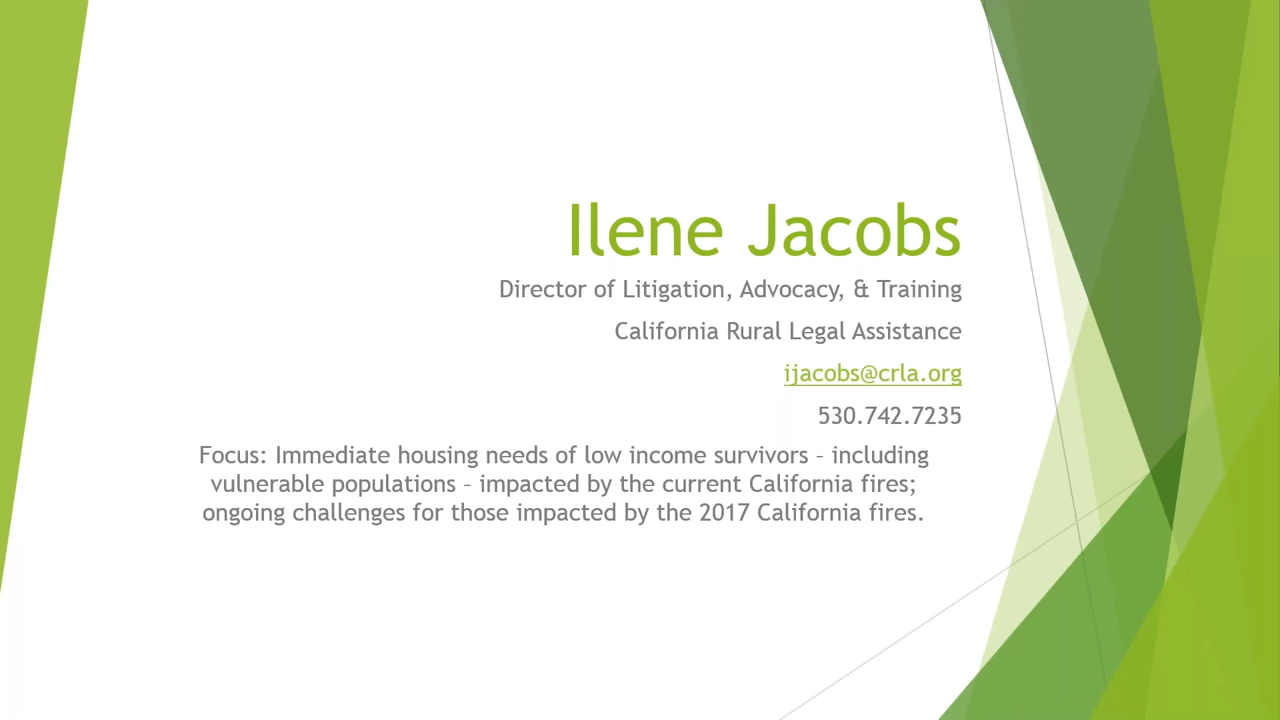 Ilene Jacobs
Director of Litigation, Advocacy, & Training
California Rural Legal Assistance
ijacobs@crla.org
530.742.7235
Focus: Immediate housing needs of low income survivors – including
vulnerable populations – impacted by the current California fires;
ongoing challenges for those impacted by the 2017 California fires.